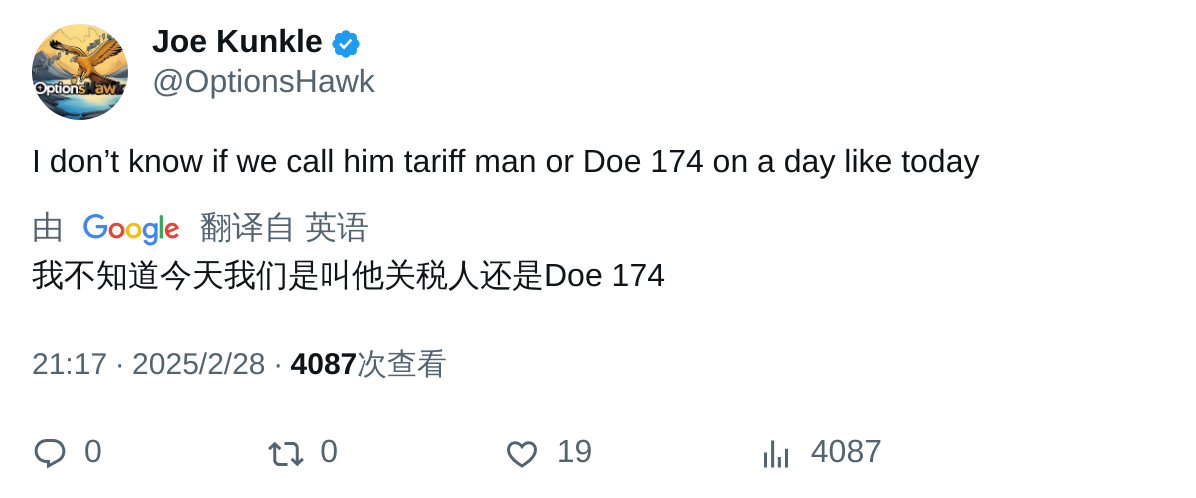 Joe Kunkle
@OptionsHawk
OptionsHawk
I don’t know if we call him tariff man or Doe 174 on a day like today
由 Google 翻译自 英语
我不知道今天我们是叫他关税人还是Doe 174
21:17 · 2025/2/28 · 4087次查看
0 0 19 4087